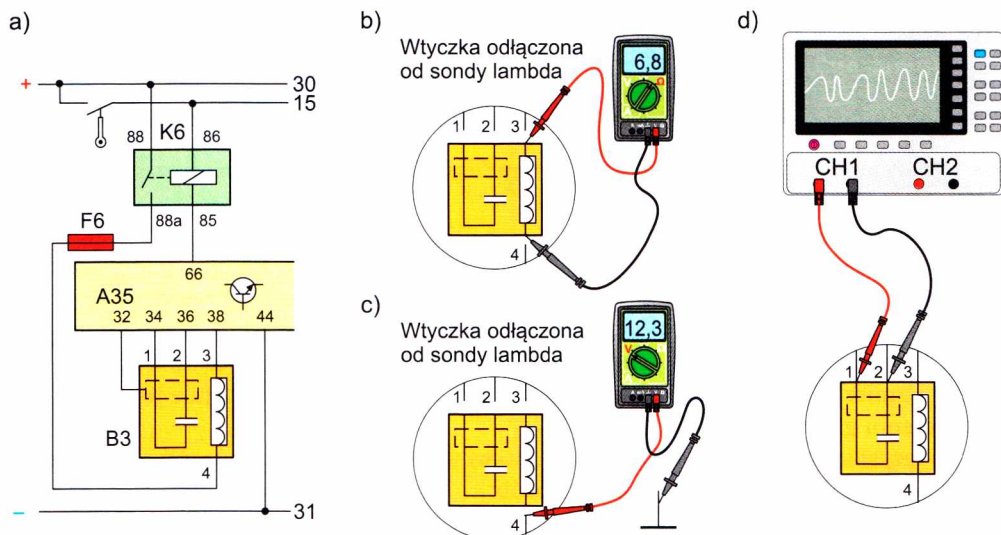 a)
+
30
15
88
86
K6
F6
88a
85
66
A35
32
34
36
38
44
1
2
3
B3
4
–
31
b)
Wtyczka odłączona
od sondy lambda
6,8
Ω
1
2
3
4
c)
Wtyczka odłączona
od sondy lambda
12,3
V
1
2
3
4
d)
CH1
CH2
1
2
3
4